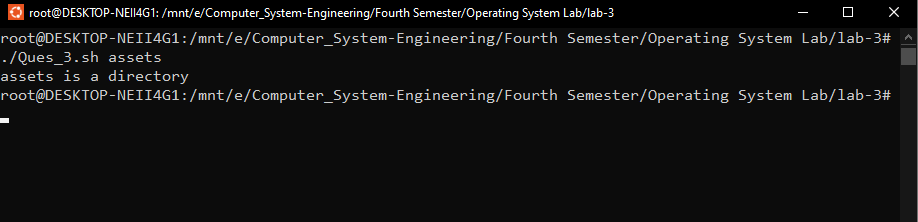 root@DESKTOP-NEII4G1: /mnt/e/Computer_System-Engineering/Fourth Semester/Operating System Lab/lab-3
root@DESKTOP-NEII4G1:/mnt/e/Computer_System-Engineering/Fourth Semester/Operating System Lab/lab-3#
./Ques_3.sh assets
assets is a directory
root@DESKTOP-NEII4G1:/mnt/e/Computer_System-Engineering/Fourth Semester/Operating System Lab/lab-3#